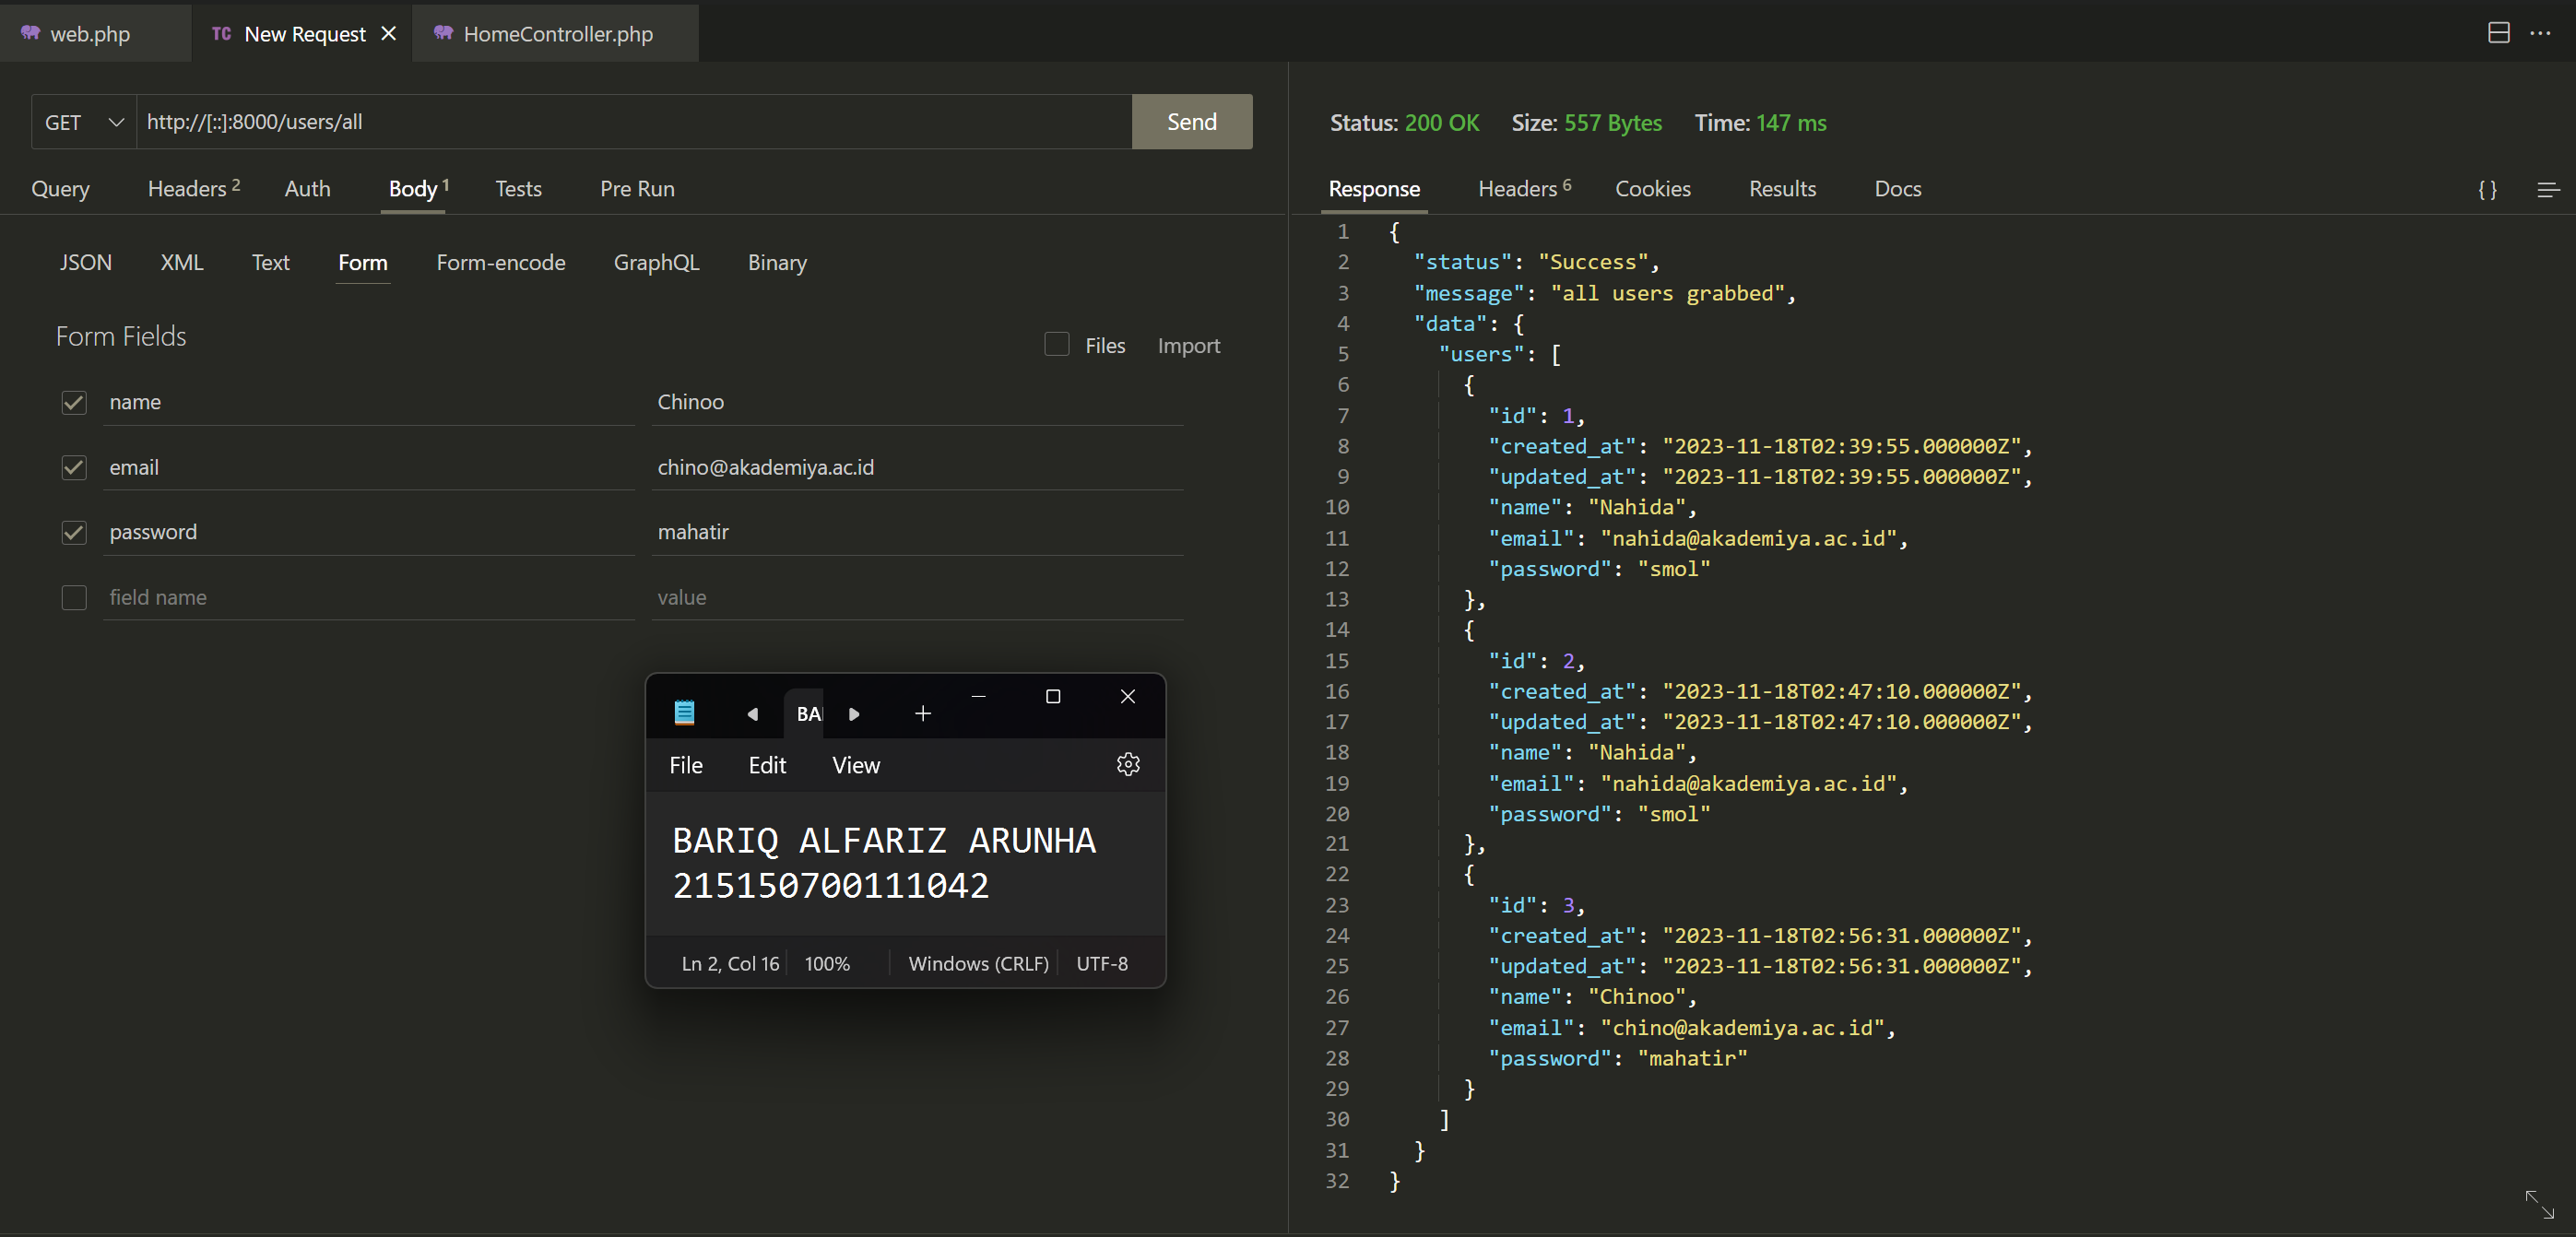 web.php TC New Request HomeController.php
GET http://[::]:8000/users/all Send
Query Headers 2 Auth Body 1 Tests Pre Run
JSON XML Text Form Form-encode GraphQL Binary
Form Fields Files Import
name Chinoo
email chino@akademiya.ac.id
password mahatir
field name value
BA
File Edit View
BARIQ ALFARIZ ARUNHA
215150700111042
Ln 2, Col 16 100% Windows (CRLF) UTF-8
Status: 200 OK Size: 557 Bytes Time: 147 ms
Response Headers 6 Cookies Results Docs { }
1 {
2 "status": "Success",
3 "message": "all users grabbed",
4 "data": {
5 "users": [
6 {
7 "id": 1,
8 "created_at": "2023-11-18T02:39:55.000000Z",
9 "updated_at": "2023-11-18T02:39:55.000000Z",
10 "name": "Nahida",
11 "email": "nahida@akademiya.ac.id",
12 "password": "smol"
13 },
14 {
15 "id": 2,
16 "created_at": "2023-11-18T02:47:10.000000Z",
17 "updated_at": "2023-11-18T02:47:10.000000Z",
18 "name": "Nahida",
19 "email": "nahida@akademiya.ac.id",
20 "password": "smol"
21 },
22 {
23 "id": 3,
24 "created_at": "2023-11-18T02:56:31.000000Z",
25 "updated_at": "2023-11-18T02:56:31.000000Z",
26 "name": "Chinoo",
27 "email": "chino@akademiya.ac.id",
28 "password": "mahatir"
29 }
30 ]
31 }
32 }